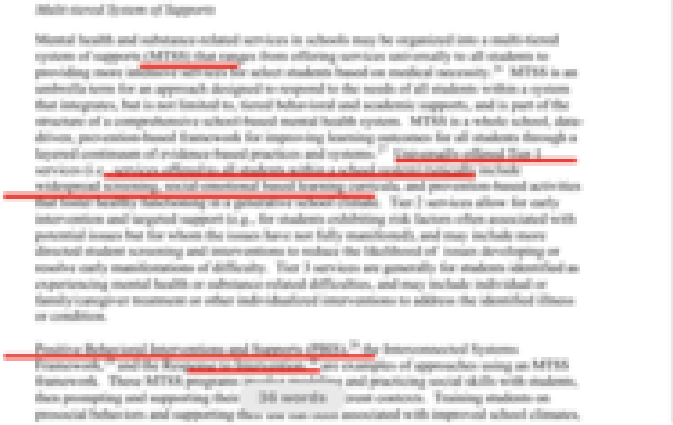 Multi-tiered System of Supports
Mental health and substance-related services in schools may be organized into a multi-tiered
system of supports (MTSS) that ranges from offering services universally to all students to
providing more intensive services for select students based on medical necessity. MTSS is an
umbrella term for an approach designed to respond to the needs of all students within a system
that integrates, but is not limited to, tiered behavioral and academic supports, and is part of the
structure of a comprehensive school-based mental health system. MTSS is a whole school, data-
driven, prevention-based framework for improving learning outcomes for all students through a
layered continuum of evidence-based practices and systems. Universally offered Tier 1
services (i.e., services offered to all students within a school system) typically include
widespread screening, social emotional based learning curricula, and prevention-based activities
that foster healthy functioning in a school. Tier 2 services allow for early
intervention and targeted support (e.g., for students exhibiting risk factors often associated with
potential issues but for whom the issues have not fully manifested), and may include more
directed student screening and interventions to reduce the likelihood of issues developing or
resolve early manifestations of difficulty. Tier 3 services are generally for students identified as
experiencing mental health or substance-related difficulties, and may include individual or
family/caregiver treatment or other individualized interventions to address the identified illness
or condition.
Positive Behavioral Interventions and Supports (PBIS), the Interconnected Systems
Framework, and the Response to Intervention, are examples of approaches using an MTSS
framework. These MTSS programs involve modeling and practicing social skills with students,
then prompting and supporting their contexts. Training students on
36 words
prosocial behaviors and supporting their use associated with improved school climates,